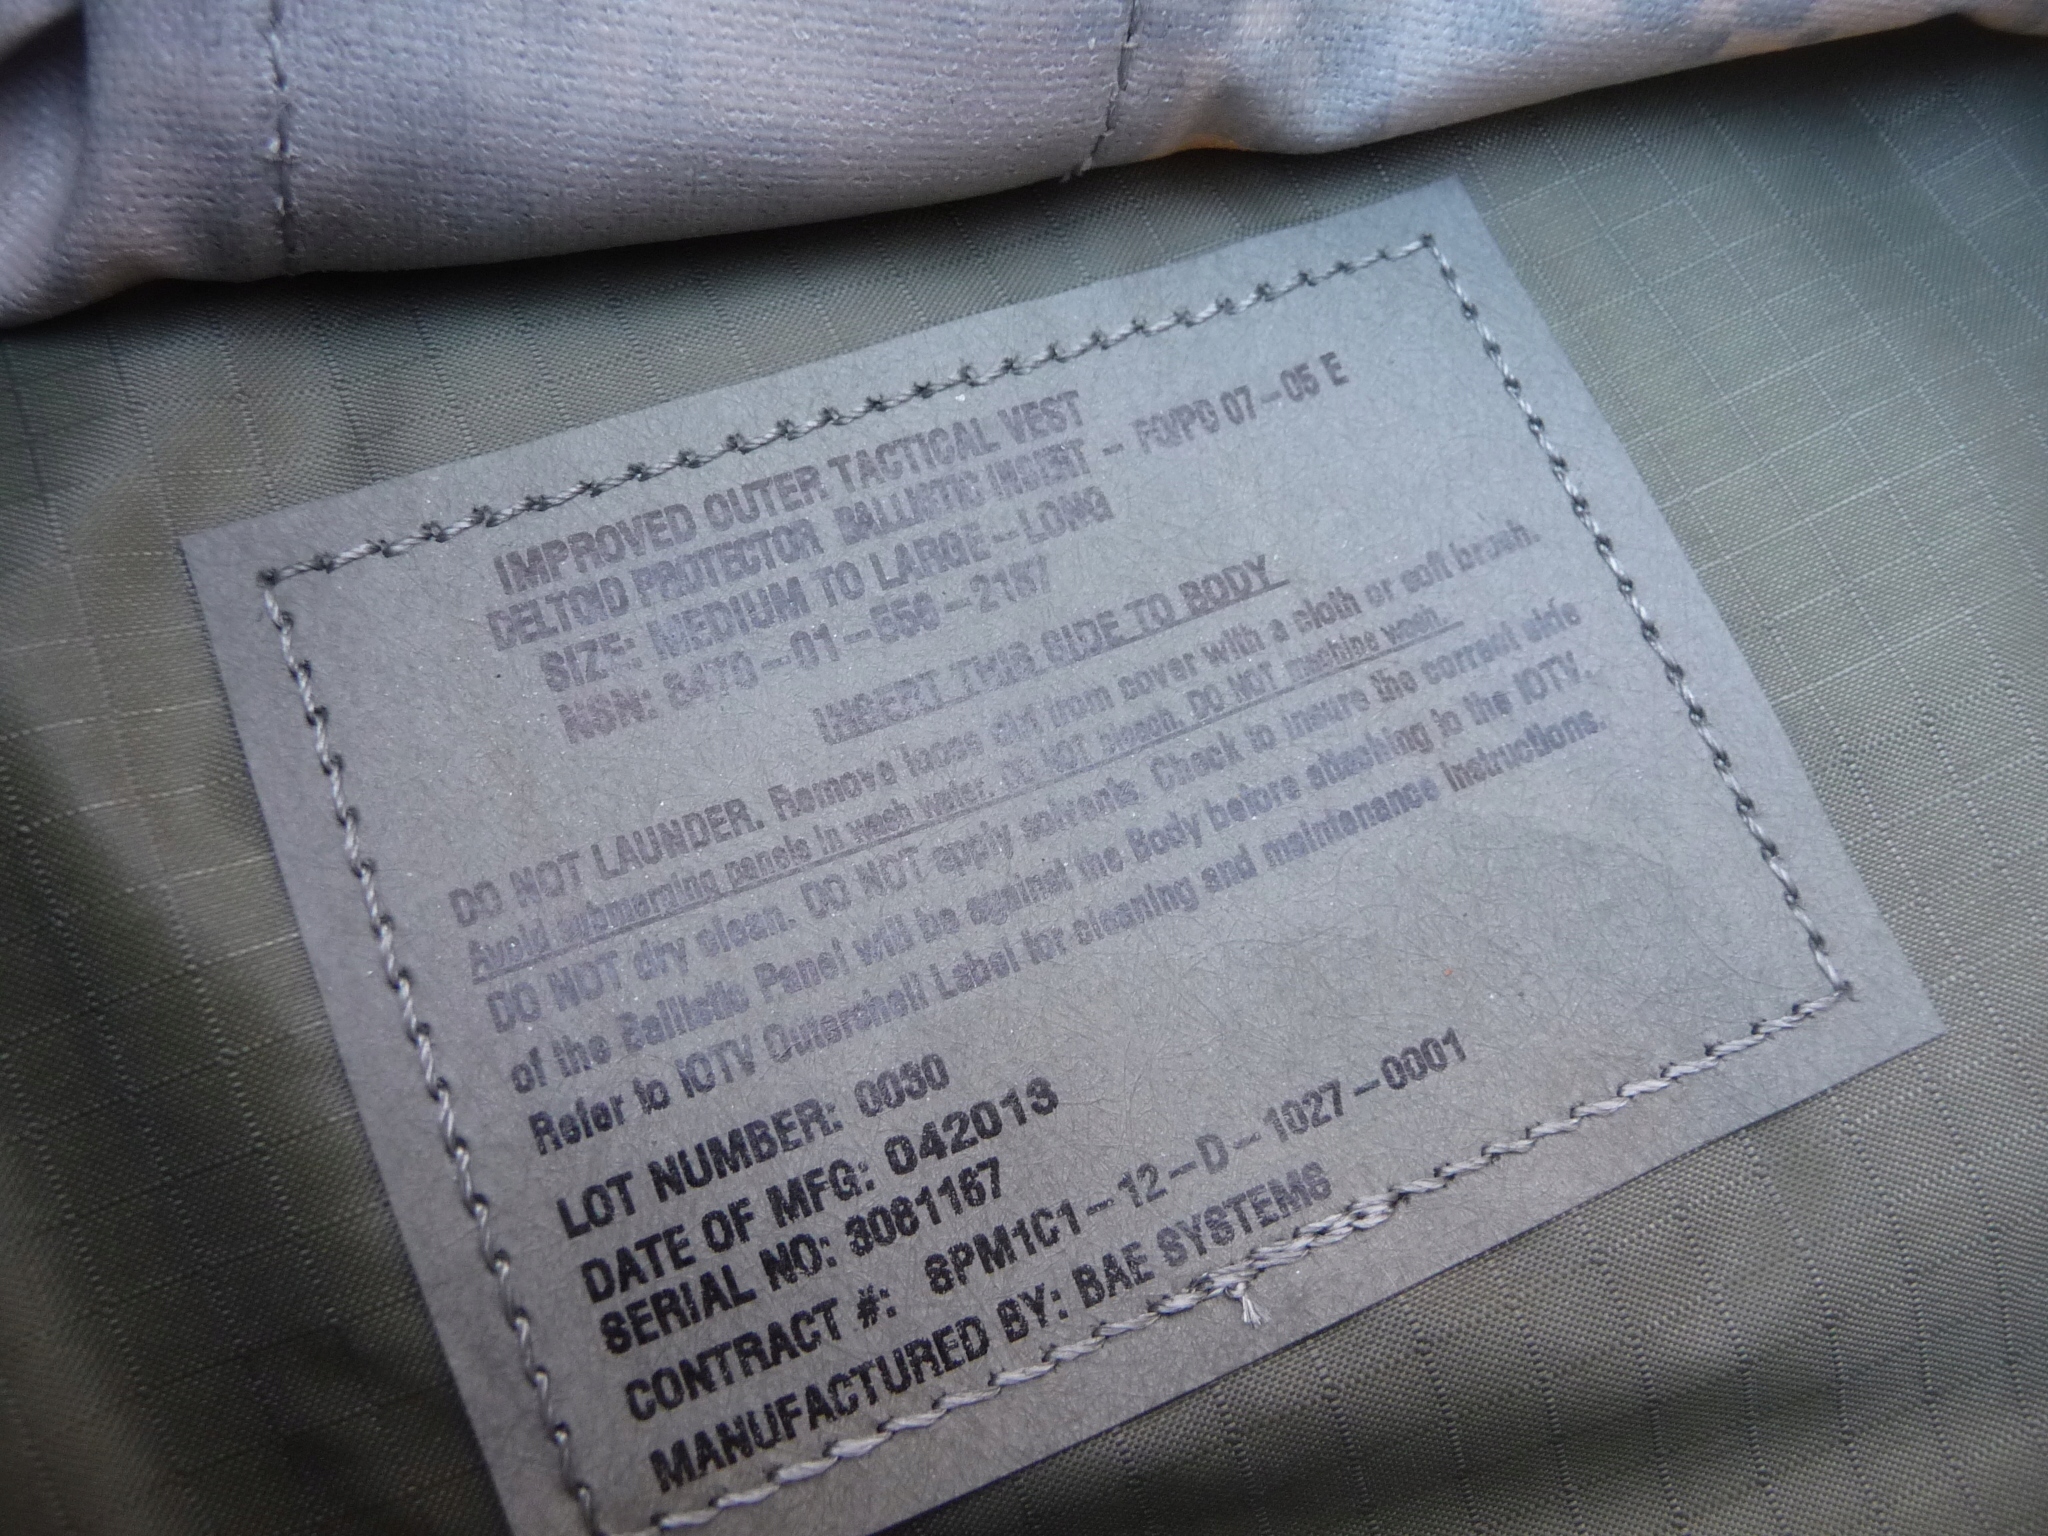 IMPROVED OUTER TACTICAL VEST
DELTOID PROTECTOR BALLISTIC INSERT - FQ/PD 07-05 E
SIZE: MEDIUM TO LARGE-LONG
NSN: 8470-01-556-2187
INSERT THIS SIDE TO BODY
DO NOT LAUNDER. Remove loose dirt from cover with a cloth or soft brush.
Avoid submerging panels in wash water. DO NOT bleach. DO NOT machine wash.
DO NOT dry clean. DO NOT apply solvents. Check to insure the correct side
of the Ballistic Panel will be against the Body before attaching to the IOTV.
Refer to IOTV Outershell Label for cleaning and maintenance instructions.
LOT NUMBER: 0050
DATE OF MFG: 042013
SERIAL NO: 3081167
CONTRACT #: SPM1C1-12-D-1027-0001
MANUFACTURED BY: BAE SYSTEMS